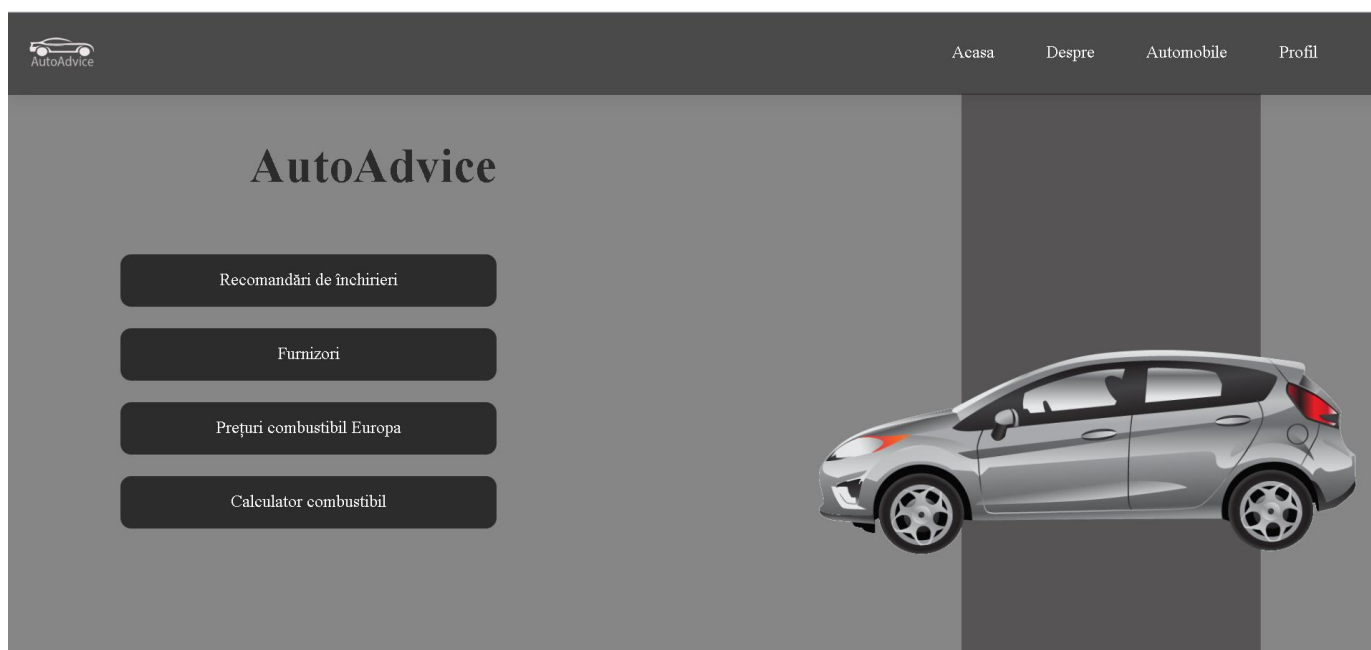 AutoAdvice
Acasa Despre Automobile Profil
AutoAdvice
Recomandări de închirieri
Furnizori
Prețuri combustibil Europa
Calculator combustibil